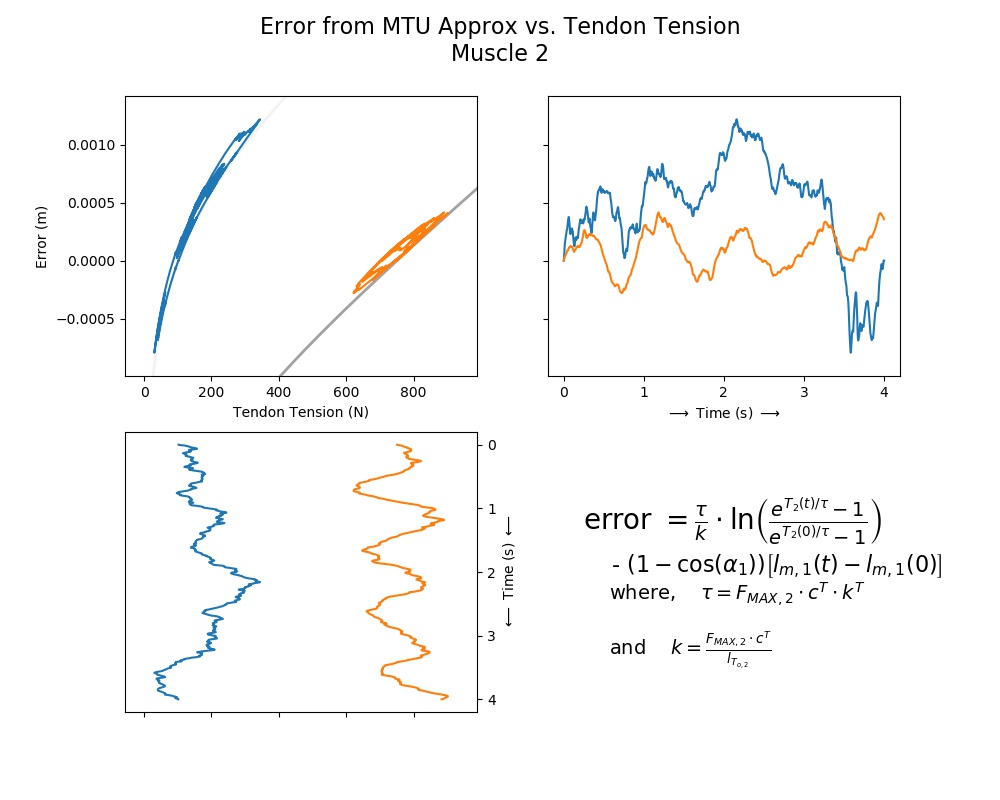 Error from MTU Approx vs. Tendon Tension
Muscle 2
0.0010
0.0005
0.0000
−0.0005
Error (m)
0 200 400 600 800
Tendon Tension (N)
0 1 2 3 4
⟶ Time (s) ⟶
0
1
2
3
4
⟵ Time (s) ⟵
error = τ/k · ln((e^{T₂(t)/τ} − 1)/(e^{T₂(0)/τ} − 1))
- (1 − cos(α₁))[l_{m,1}(t) − l_{m,1}(0)]
where, τ = F_{MAX,2} · c^T · k^T
and k = F_{MAX,2} · c^T / l_{T_{o,2}}